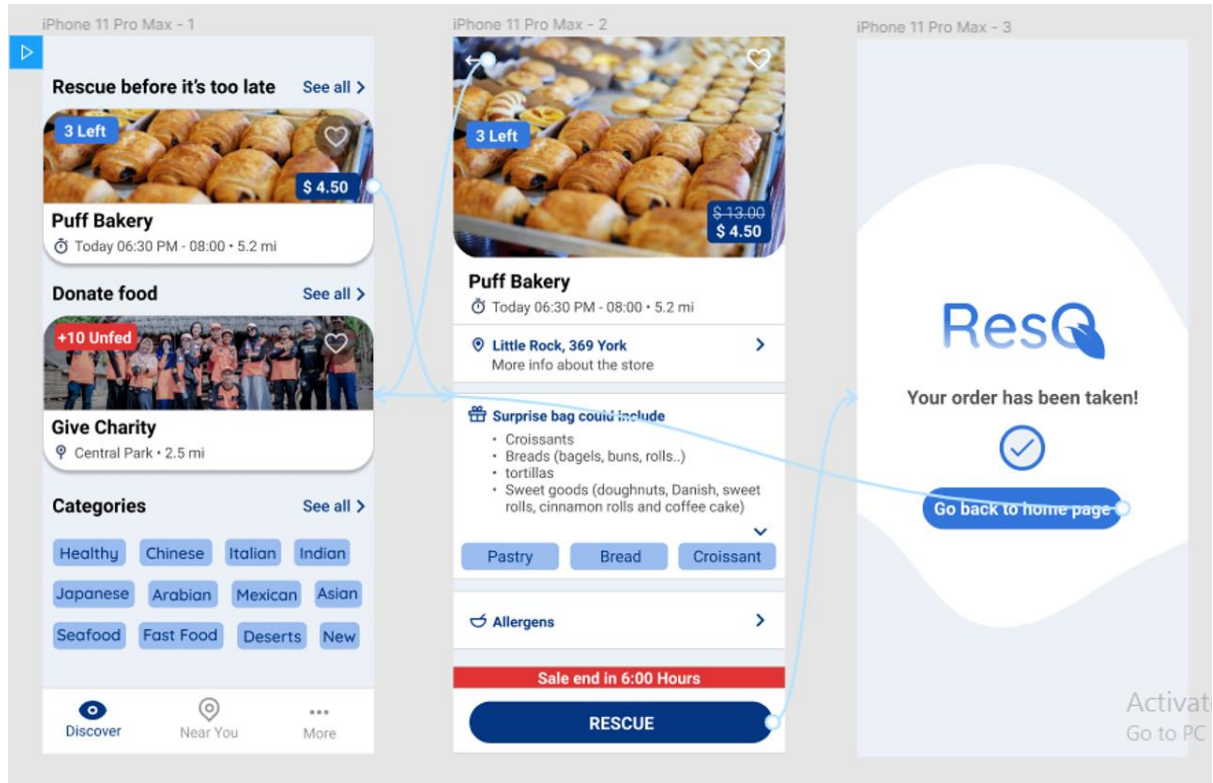 iPhone 11 Pro Max - 1
Rescue before it's too late See all >
3 Left
$ 4.50
Puff Bakery
Today 06:30 PM - 08:00 • 5.2 mi
Donate food See all >
+10 Unfed
Give Charity
Central Park • 2.5 mi
Categories See all >
Healthy Chinese Italian Indian
Japanese Arabian Mexican Asian
Seafood Fast Food Deserts New
Discover Near You More
iPhone 11 Pro Max - 2
3 Left
$ 13.00
$ 4.50
Puff Bakery
Today 06:30 PM - 08:00 • 5.2 mi
Little Rock, 369 York
More info about the store
Surprise bag could include
• Croissants
• Breads (bagels, buns, rolls..)
• tortillas
• Sweet goods (doughnuts, Danish, sweet
rolls, cinnamon rolls and coffee cake)
Pastry Bread Croissant
Allergens
Sale end in 6:00 Hours
RESCUE
iPhone 11 Pro Max - 3
ResQ
Your order has been taken!
Go back to home page
Activate
Go to PC